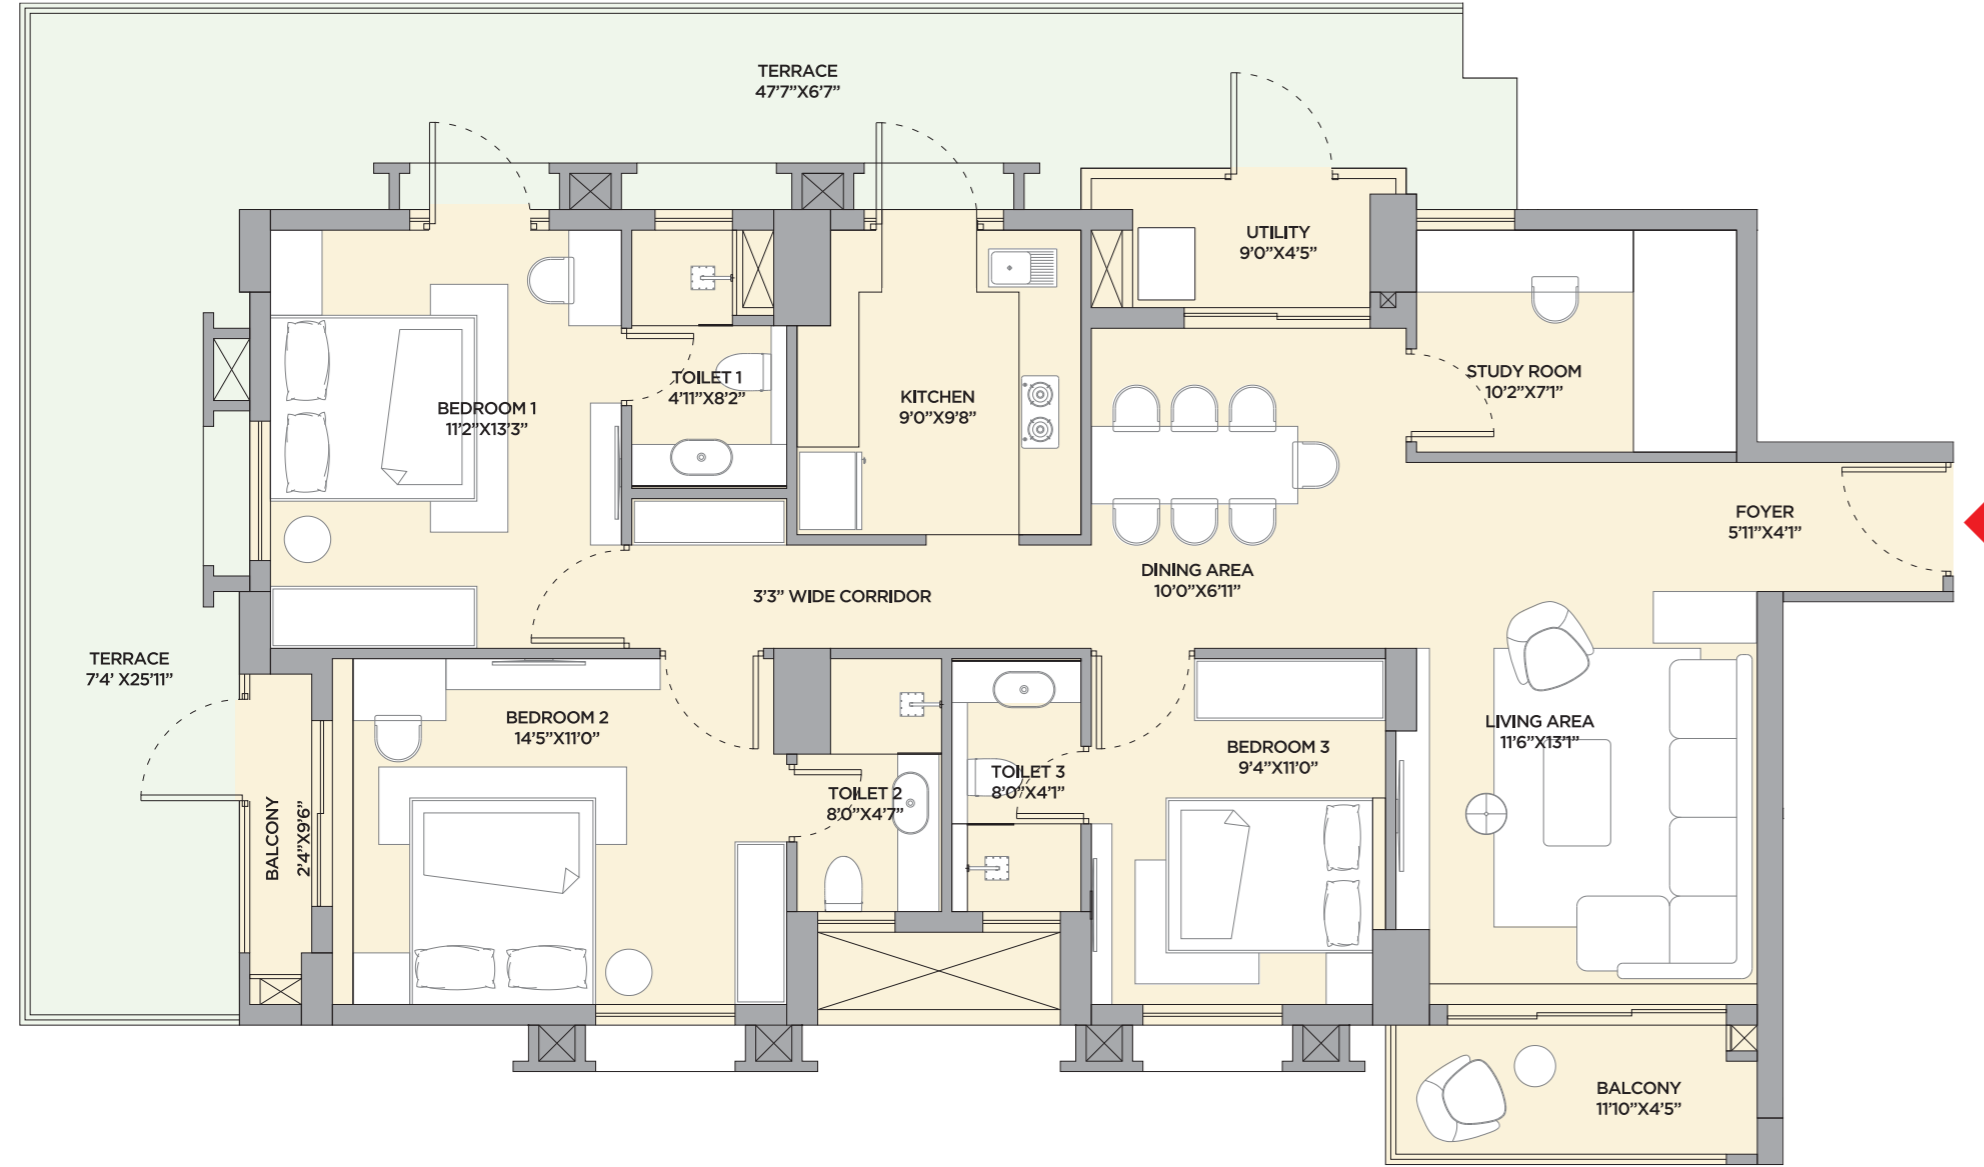 TERRACE
47'7”X6'7”
UTILITY
9'0”X4'5”
STUDY ROOM
10'2”X7'1”
TOILET 1
4'11”X8'2”
BEDROOM 1
11'2”X13'3”
KITCHEN
9'0”X9'8”
FOYER
5'11”X4'1”
DINING AREA
10'0”X6'11”
3'3” WIDE CORRIDOR
TERRACE
7'4' X25'11”
BEDROOM 2
14'5”X11'0”
LIVING AREA
11'6”X13'1”
BEDROOM 3
9'4”X11'0”
TOILET 3
8'0”X4'1”
TOILET 2
8'0”X4'7”
BALCONY
2'4”X9'6”
BALCONY
11'10”X4'5”